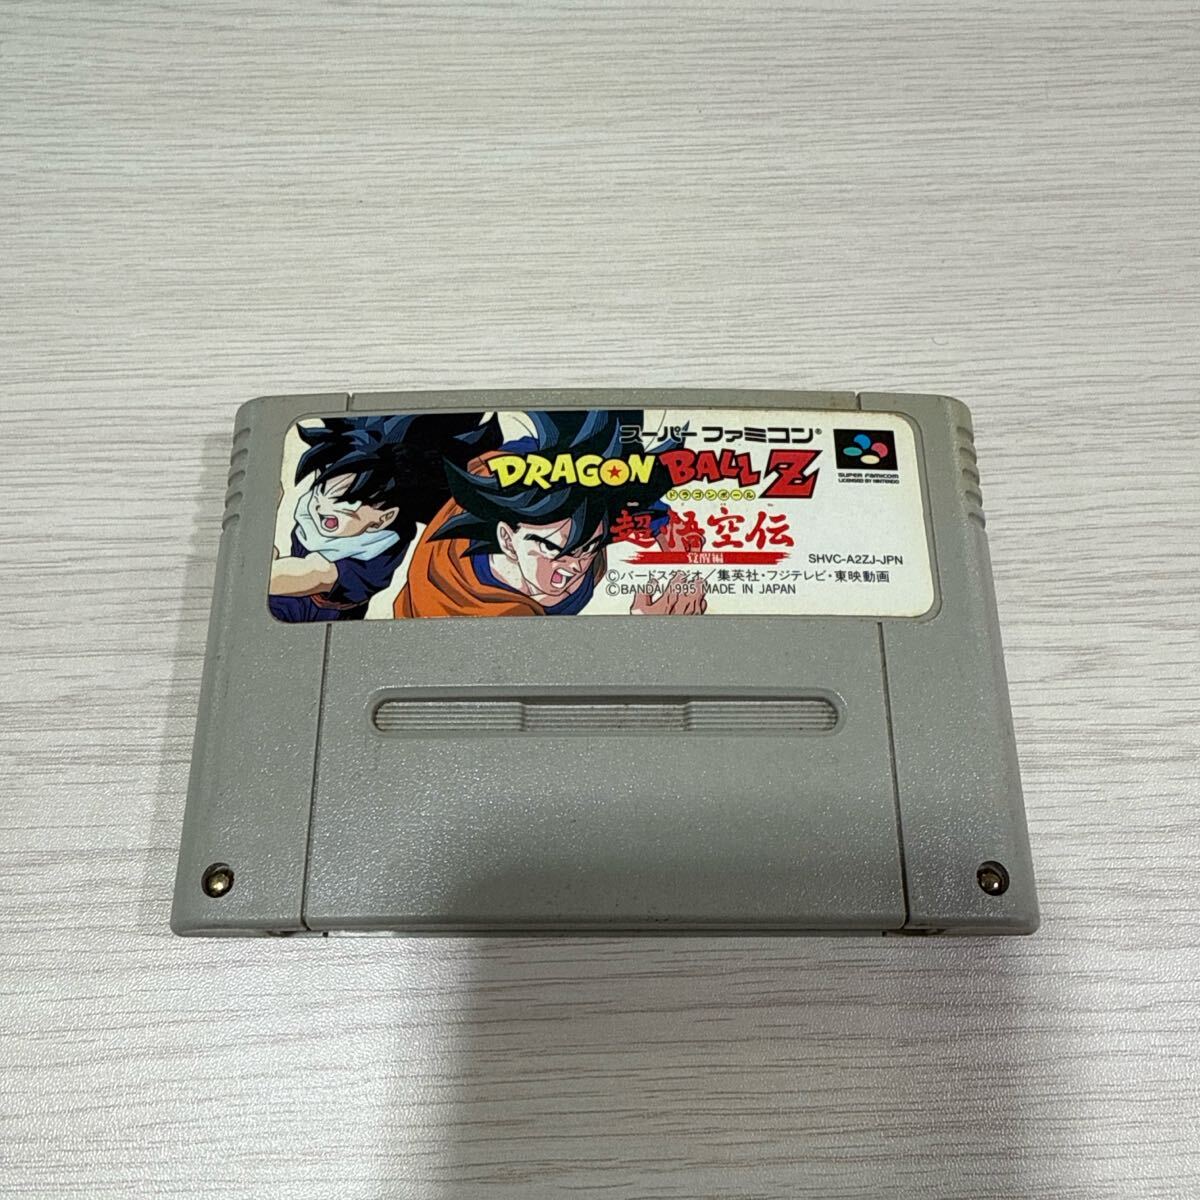 スーパーファミコン®
DRAGON BALL Z
ドラゴンボール
超・悟空伝
覚醒編
SUPER FAMICOM
LICENSED BY NINTENDO
SHVC-A2ZJ-JPN
©バードスタジオ/集英社・フジテレビ・東映動画
©BANDAI 1995 MADE IN JAPAN